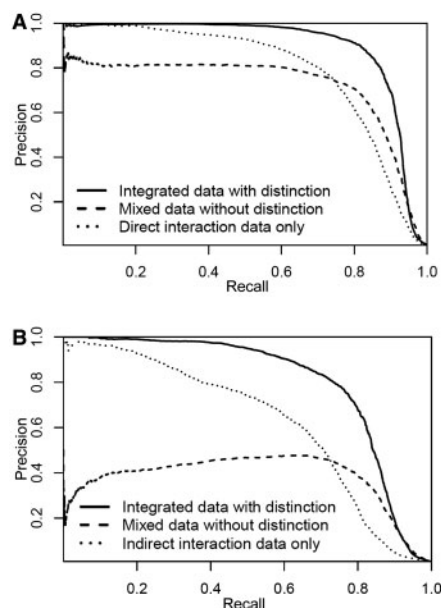 A
1.0
0.8
0.6
0.4
0.2
Precision
Integrated data with distinction
Mixed data without distinction
Direct interaction data only
0.2 0.4 0.6 0.8 1.0
Recall
B
1.0
0.8
0.6
0.4
0.2
Precision
Integrated data with distinction
Mixed data without distinction
Indirect interaction data only
0.2 0.4 0.6 0.8 1.0
Recall